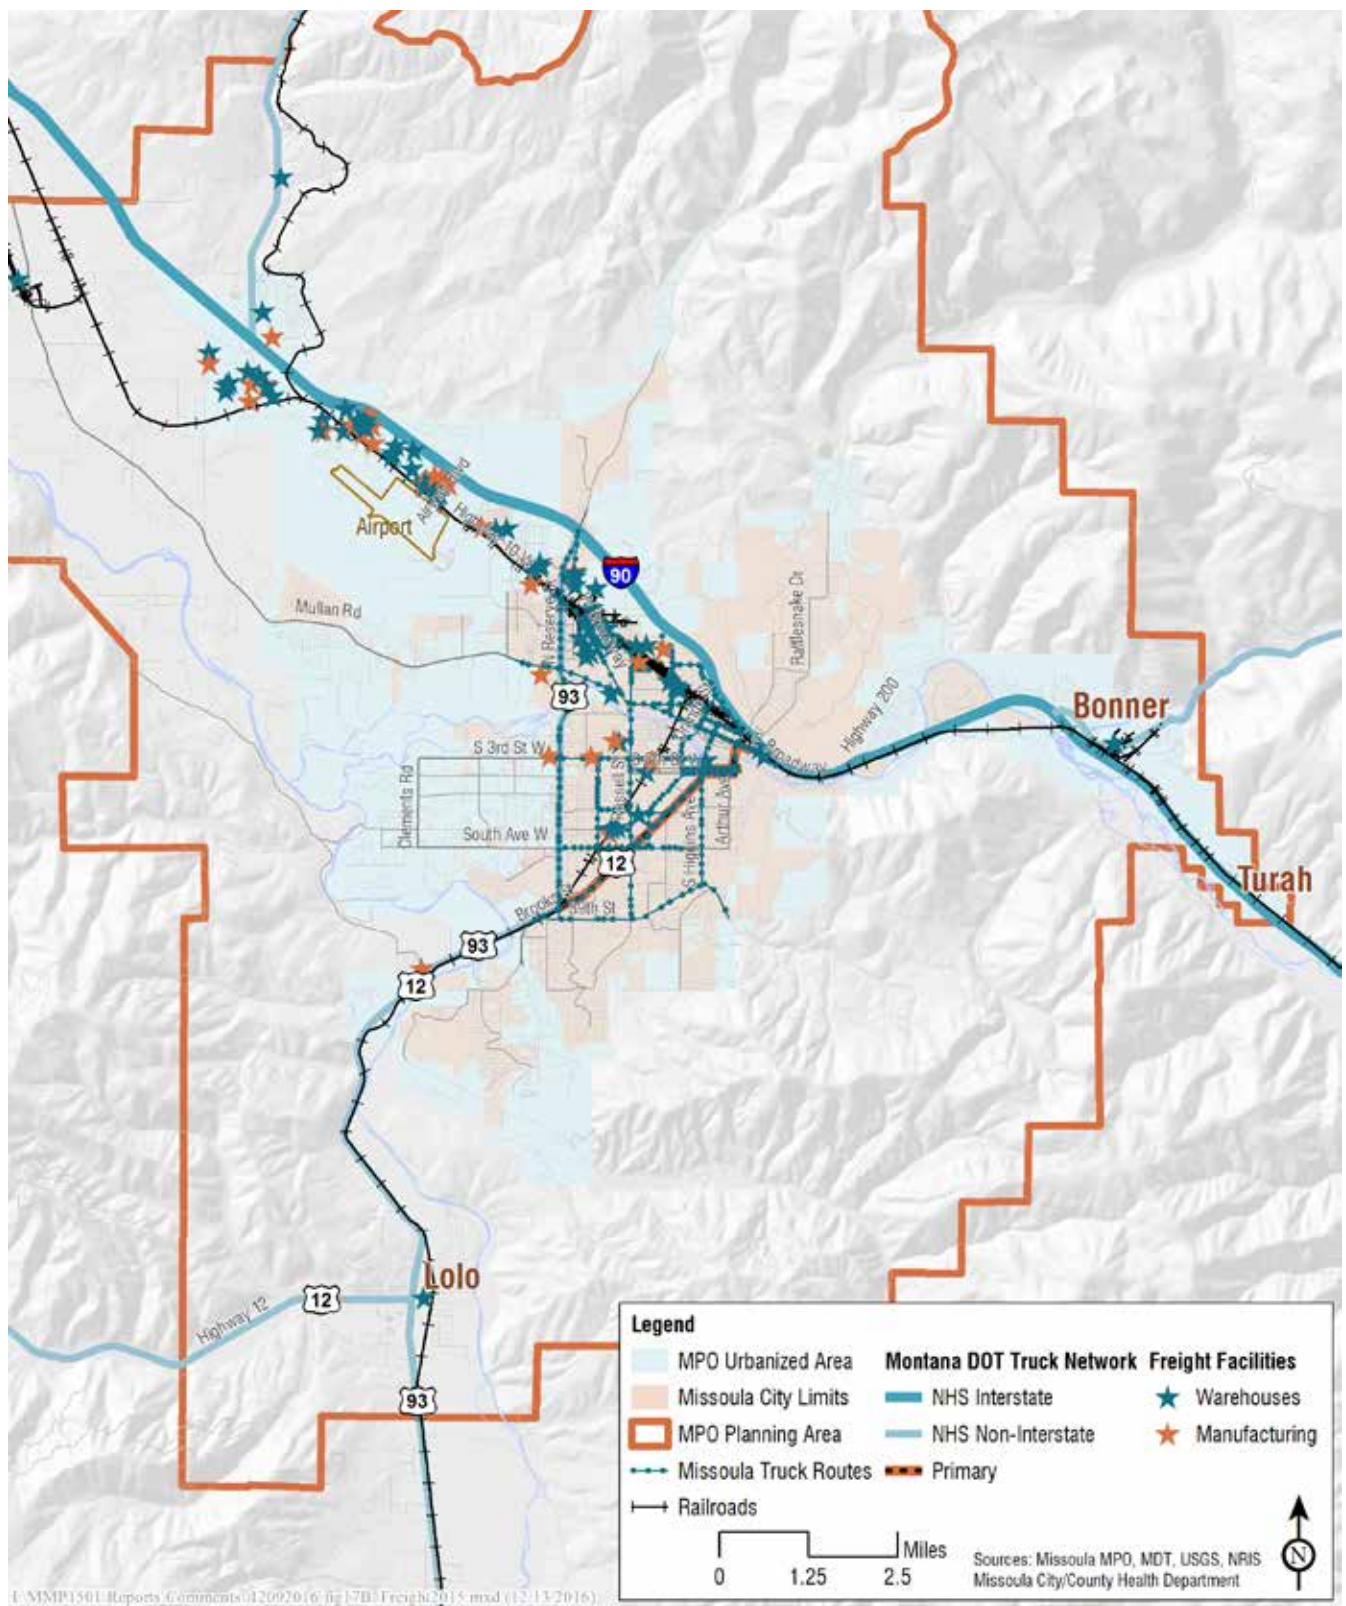 Airport
Mullan Rd
N Reserve
90
93
Rattlesnake Dr
Highway 200
Broadway
Bonner
S 3rd St W
Clements Rd
South Ave W
S Higgins Ave
Arthur Ave
12
Turah
93
12
Lolo
12
Highway 12
93
Legend
MPO Urbanized Area
Missoula City Limits
MPO Planning Area
Missoula Truck Routes
Railroads
Montana DOT Truck Network
NHS Interstate
NHS Non-Interstate
Primary
Freight Facilities
Warehouses
Manufacturing
Miles
0 1.25 2.5
Sources: Missoula MPO, MDT, USGS, NRIS
Missoula City/County Health Department
N